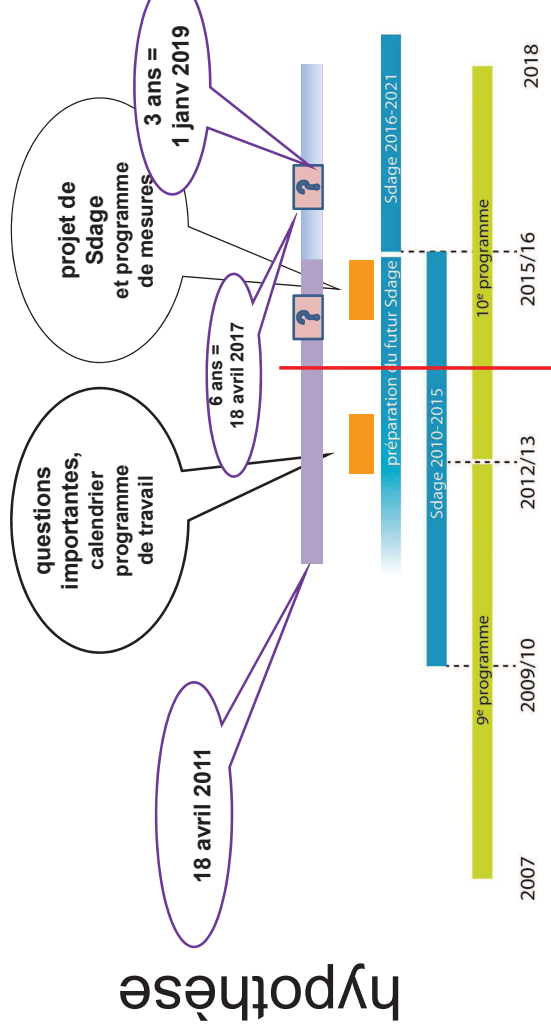 hypothèse
18 avril 2011
questions
importantes,
calendrier
programme
de travail
6 ans =
18 avril 2017
projet de
Sdage
et programme
de mesures
3 ans =
1 janv 2019
?
?
préparation du futur Sdage
Sdage 2016-2021
Sdage 2010-2015
9e programme
10e programme
2007
2009/10
2012/13
2015/16
2018